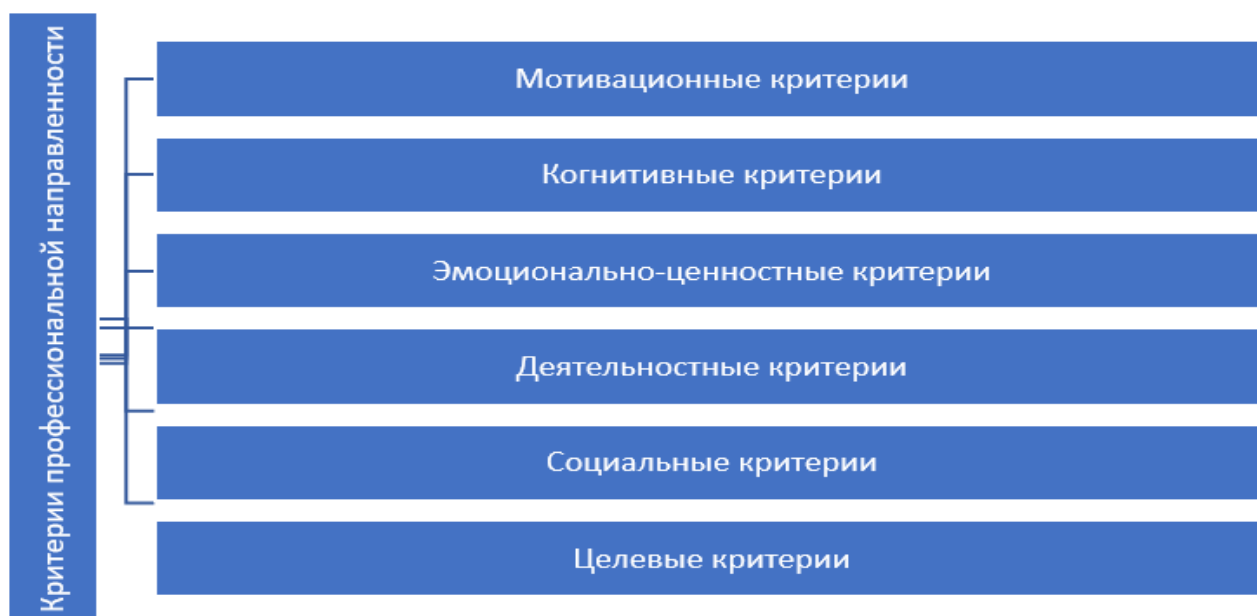 Критерии профессиональной направленности
Мотивационные критерии
Когнитивные критерии
Эмоционально-ценностные критерии
Деятельностные критерии
Социальные критерии
Целевые критерии